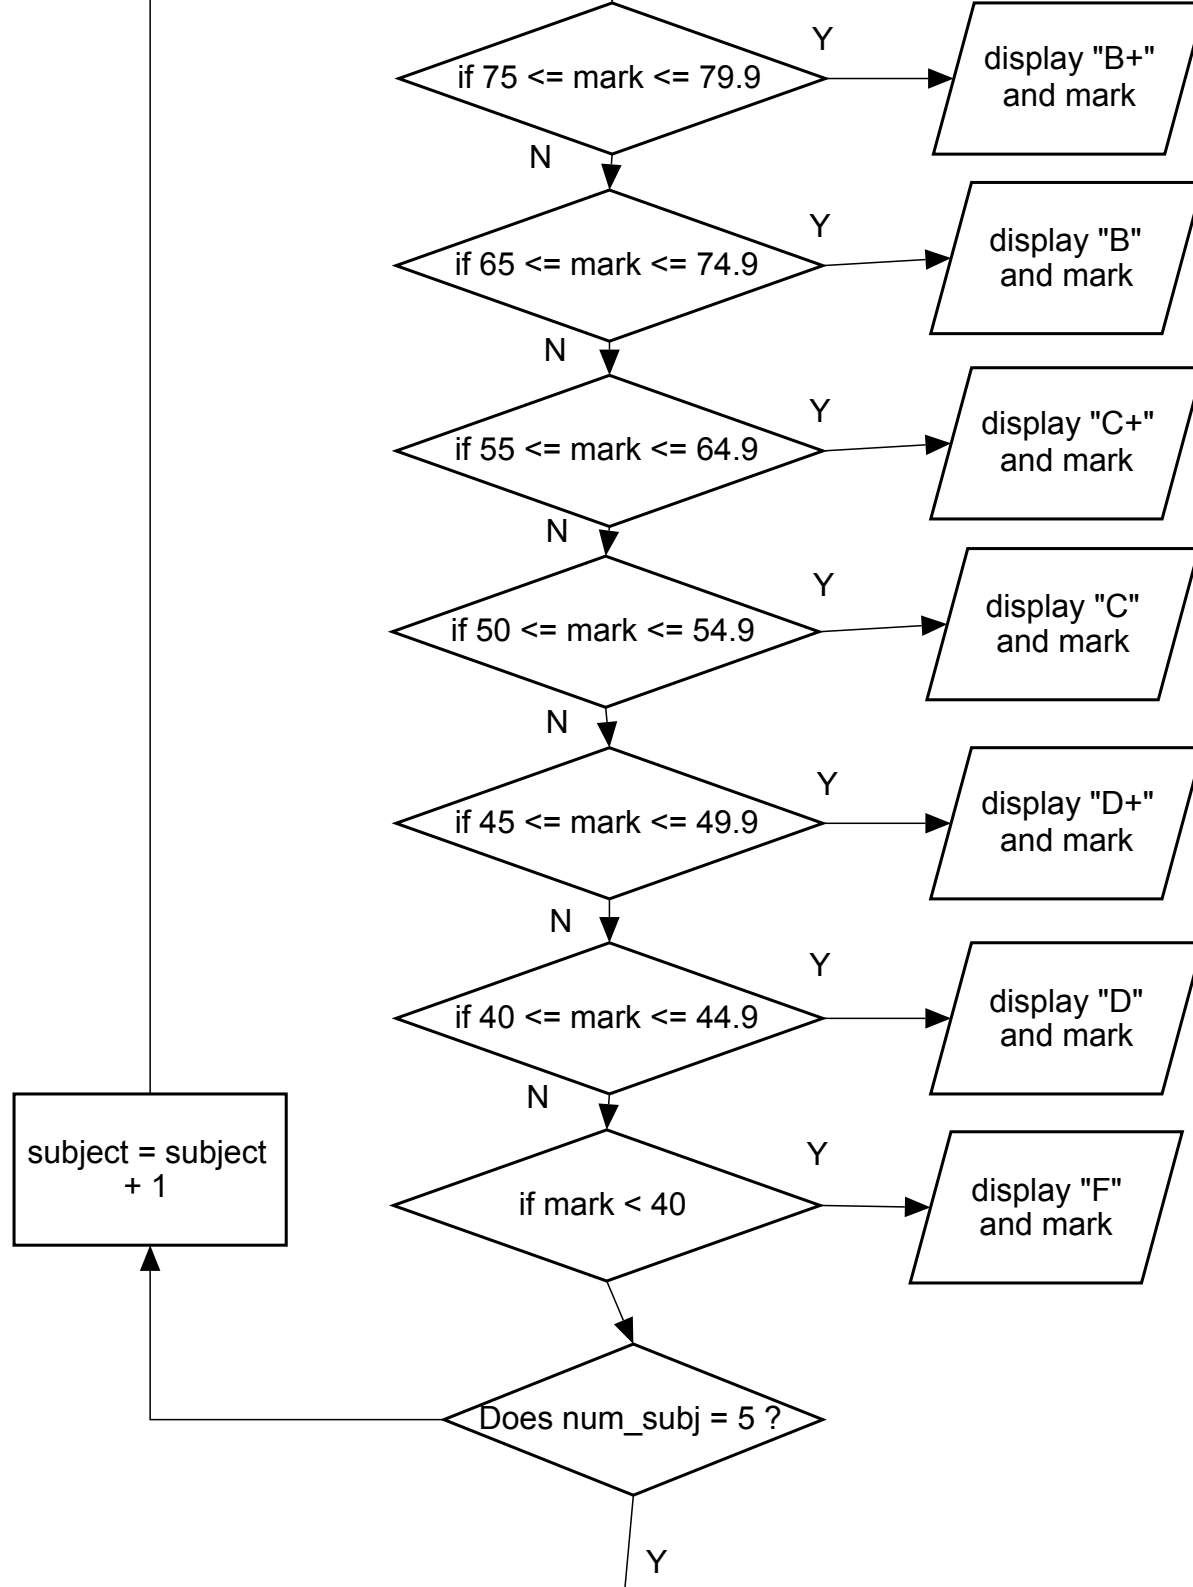 Y
if 75 <= mark <= 79.9
display "B+"
and mark
N
Y
if 65 <= mark <= 74.9
display "B"
and mark
N
Y
if 55 <= mark <= 64.9
display "C+"
and mark
N
Y
if 50 <= mark <= 54.9
display "C"
and mark
N
Y
if 45 <= mark <= 49.9
display "D+"
and mark
N
Y
if 40 <= mark <= 44.9
display "D"
and mark
N
subject = subject
+ 1
Y
if mark < 40
display "F"
and mark
Does num_subj = 5 ?
Y